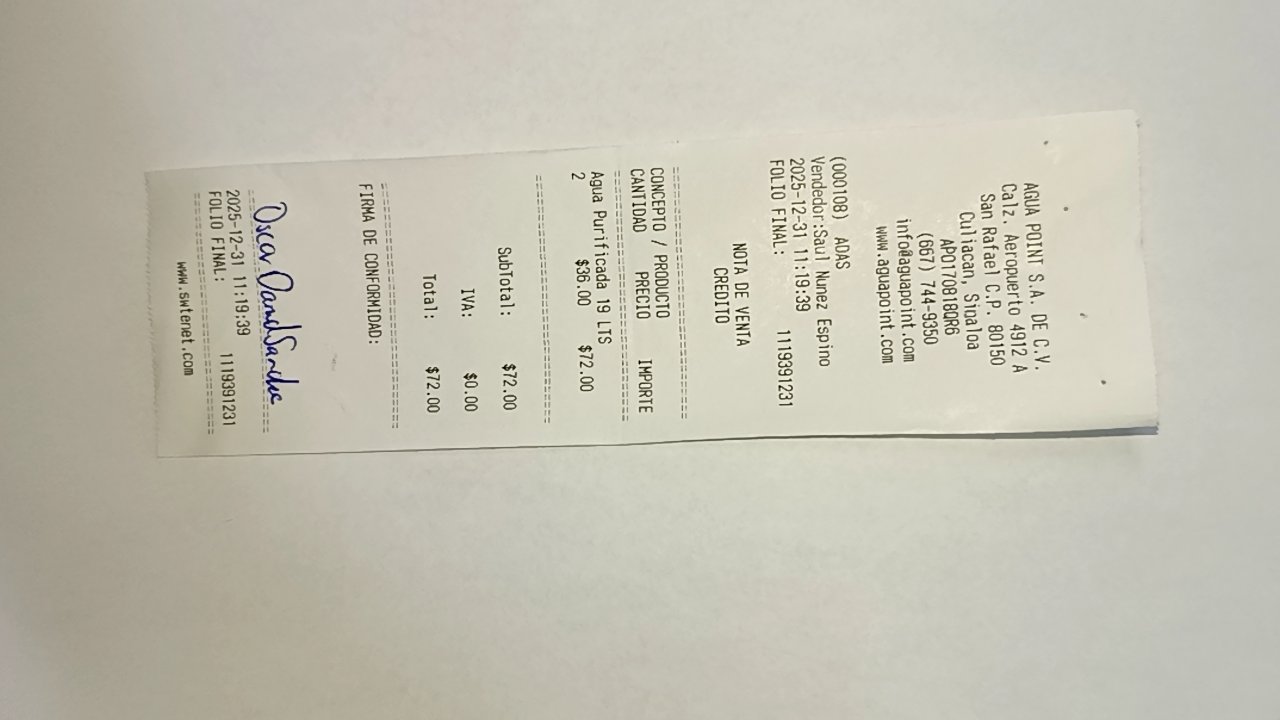 AGUA POINT S.A. DE C.V.
Calz. Aeropuerto 4912 A
San Rafael C.P. 80150
Culiacan, Sinaloa
APO170818QR6
(667) 744-9350
info@aguapoint.com
www.aguapoint.com
(000108) ADAS
Vendedor:Saul Nunez Espino
2025-12-31 11:19:39
FOLIO FINAL: 1119391231
NOTA DE VENTA
CREDITO
CONCEPTO / PRODUCTO
CANTIDAD PRECIO IMPORTE
Agua Purificada 19 LTS
2 $36.00 $72.00
SubTotal: $72.00
IVA: $0.00
Total: $72.00
FIRMA DE CONFORMIDAD:
Oscar
2025-12-31 11:19:39
FOLIO FINAL: 1119391231
www.swtenet.com